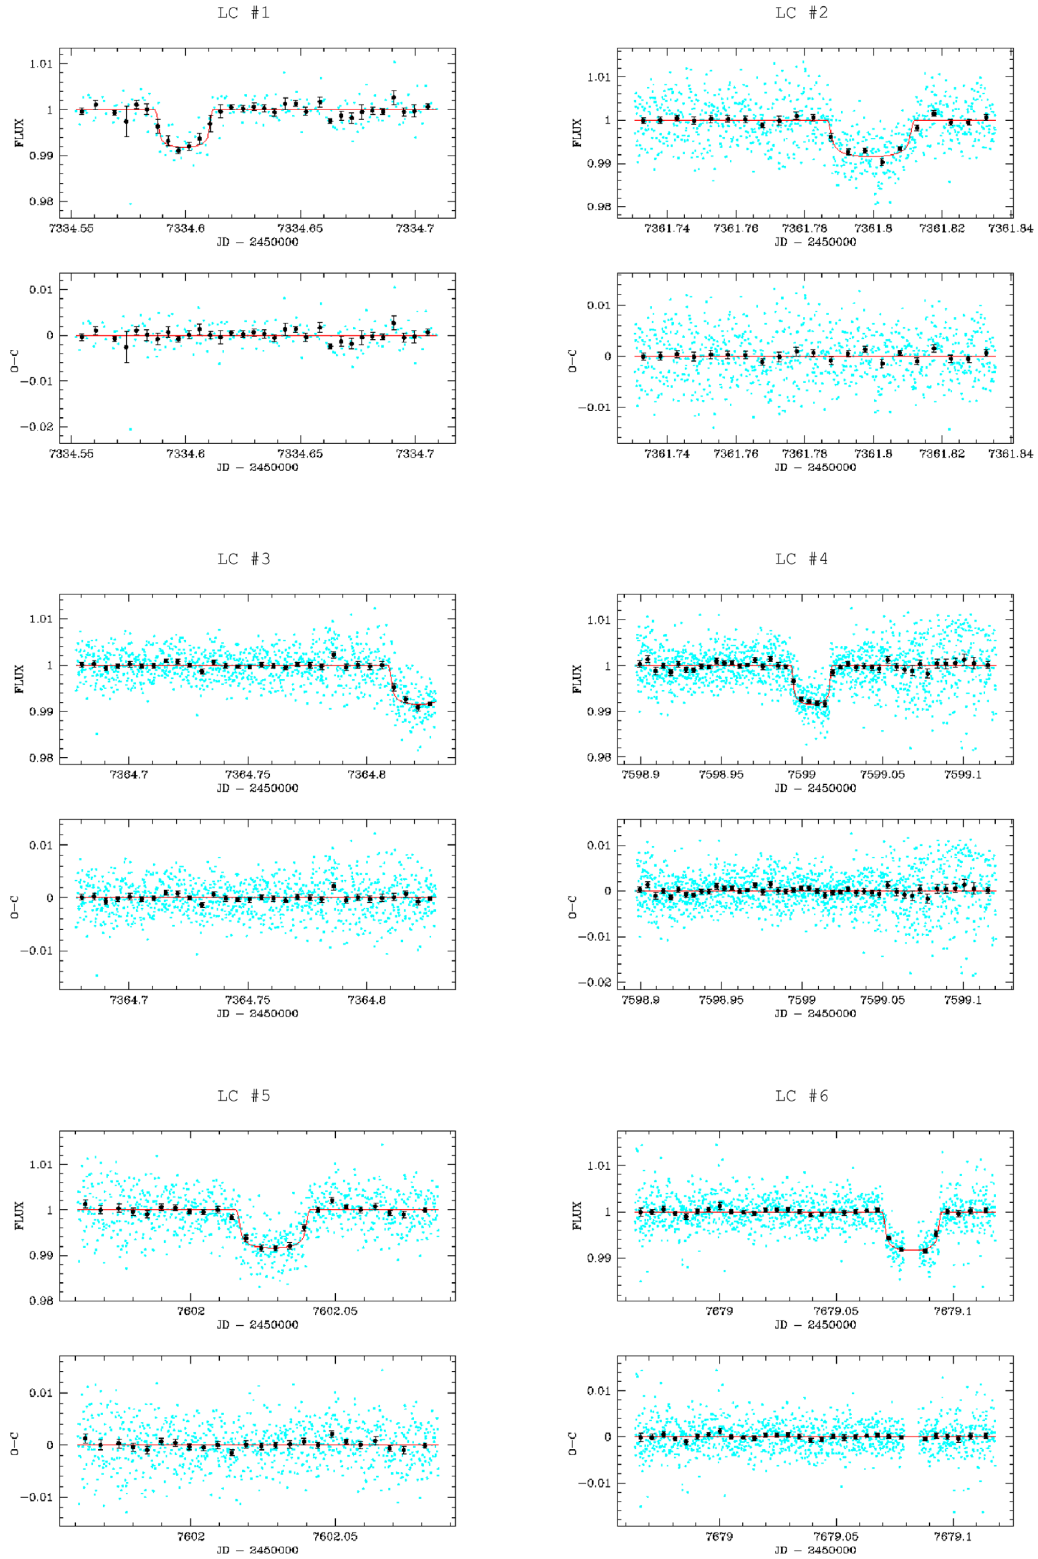 LC #1
LC #2
1.01
1
0.99
0.98
FLUX
7334.55
7334.6
7334.65
7334.7
JD - 2450000
1.01
1
0.99
0.98
FLUX
7361.74
7361.76
7361.78
7361.8
7361.82
7361.84
JD - 2450000
0.01
0
-0.01
-0.02
O-C
7334.55
7334.6
7334.65
7334.7
JD - 2450000
0.01
0
-0.01
O-C
7361.74
7361.76
7361.78
7361.8
7361.82
7361.84
JD - 2450000
LC #3
LC #4
1.01
1
0.99
0.98
FLUX
7364.7
7364.75
7364.8
JD - 2450000
1.01
1
0.99
0.98
FLUX
7598.9
7598.95
7599
7599.05
7599.1
JD - 2450000
0.01
0
-0.01
O-C
7364.7
7364.75
7364.8
JD - 2450000
0.01
0
-0.01
-0.02
O-C
7598.9
7598.95
7599
7599.05
7599.1
JD - 2450000
LC #5
LC #6
1.01
1
0.99
0.98
FLUX
7602
7602.05
JD - 2450000
1.01
1
0.99
FLUX
7679
7679.05
7679.1
JD - 2450000
0.01
0
-0.01
O-C
7602
7602.05
JD - 2450000
0.01
0
-0.01
O-C
7679
7679.05
7679.1
JD - 2450000